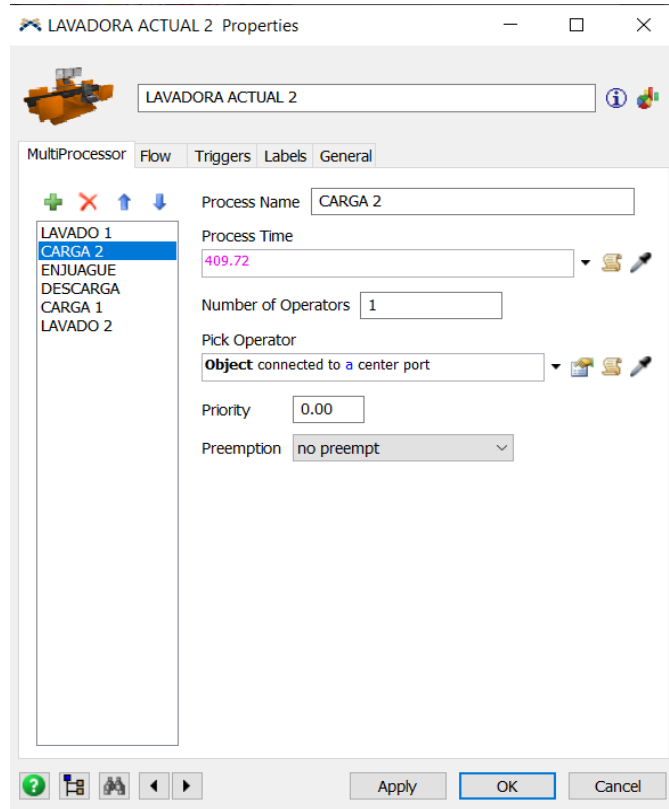 LAVADORA ACTUAL 2 Properties
LAVADORA ACTUAL 2
MultiProcessor Flow Triggers Labels General
Process Name CARGA 2
LAVADO 1
CARGA 2
ENJUAGUE
DESCARGA
CARGA 1
LAVADO 2
Process Time
409.72
Number of Operators 1
Pick Operator
Object connected to a center port
Priority 0.00
Preemption no preempt
Apply OK Cancel